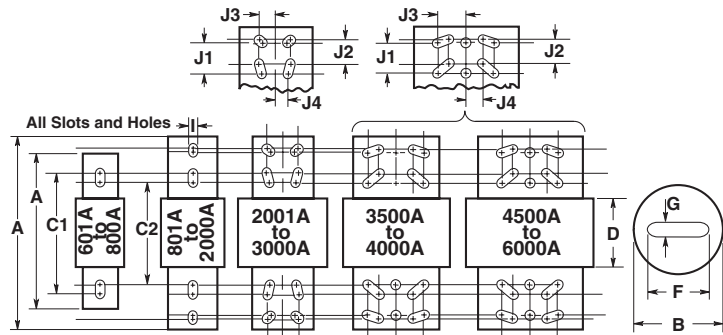 J3
J3
J1
J2
J1
J2
J4
J4
All Slots and Holes
I
A
A
C1
C2
601A
to
800A
801A
to
2000A
2001A
to
3000A
3500A
to
4000A
4500A
to
6000A
D
G
F
B